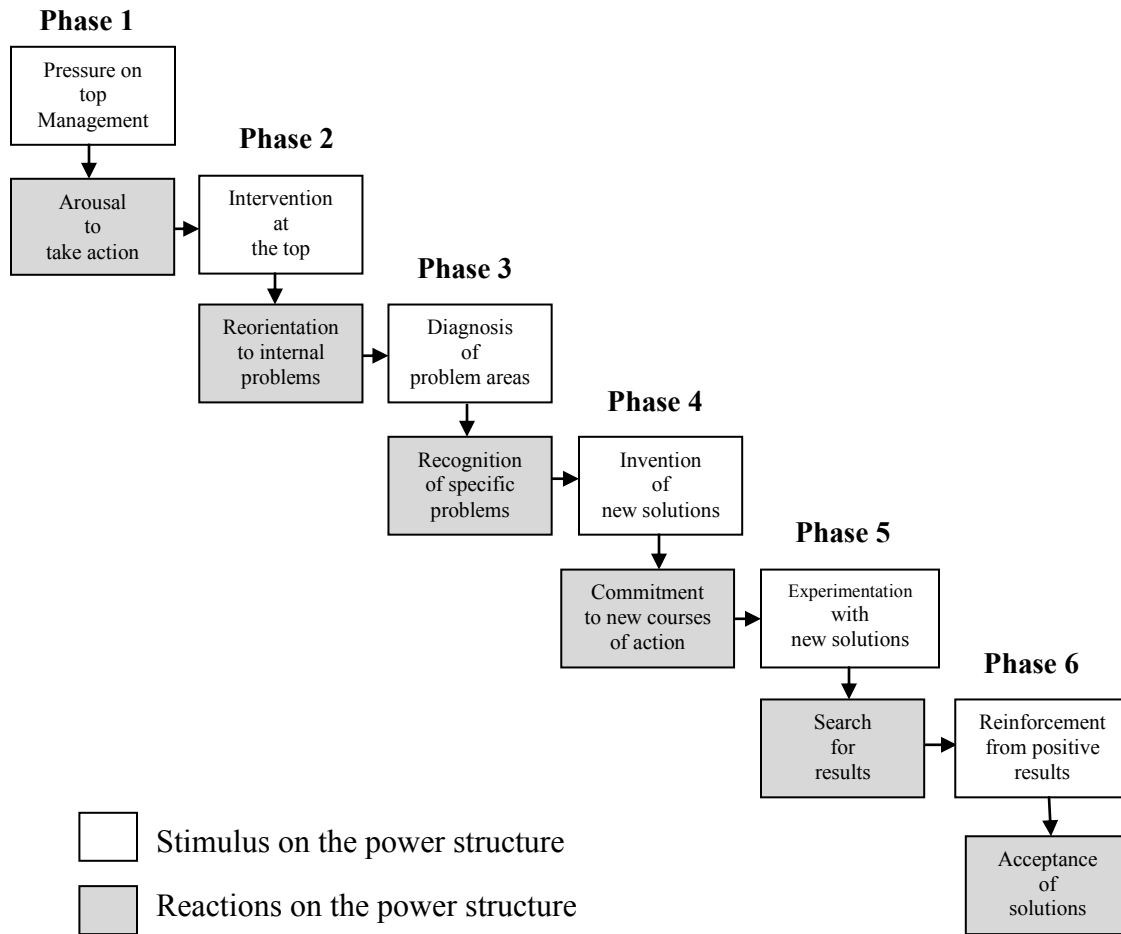 Phase 1
Pressure on
top
Management
Arousal
to
take action
Phase 2
Intervention
at
the top
Reorientation
to internal
problems
Phase 3
Diagnosis
of
problem areas
Recognition
of specific
problems
Phase 4
Invention
of
new solutions
Commitment
to new courses
of action
Phase 5
Experimentation
with
new solutions
Search
for
results
Phase 6
Reinforcement
from positive
results
Acceptance
of
solutions
Stimulus on the power structure
Reactions on the power structure